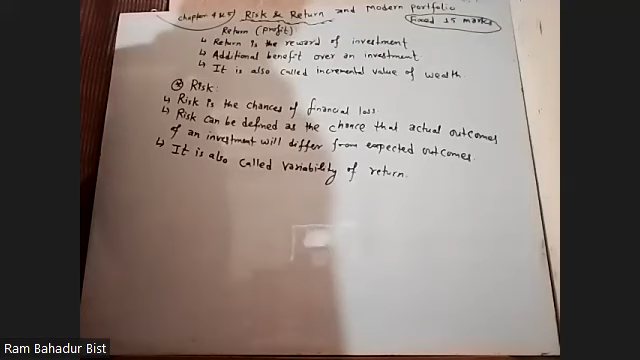 chapter 4 & 5) Risk & Return and modern portfolio
Fixed 15 marks
Return (profit):
↳ Return is the reward of investment
↳ Additional benefit over an investment.
↳ It is also called incremental value of wealth.
* Risk:
↳ Risk is the chances of financial loss.
↳ Risk can be defined as the chance that actual outcomes
of an investment will differ from expected outcomes.
↳ It is also called variability of return.
Ram Bahadur Bist